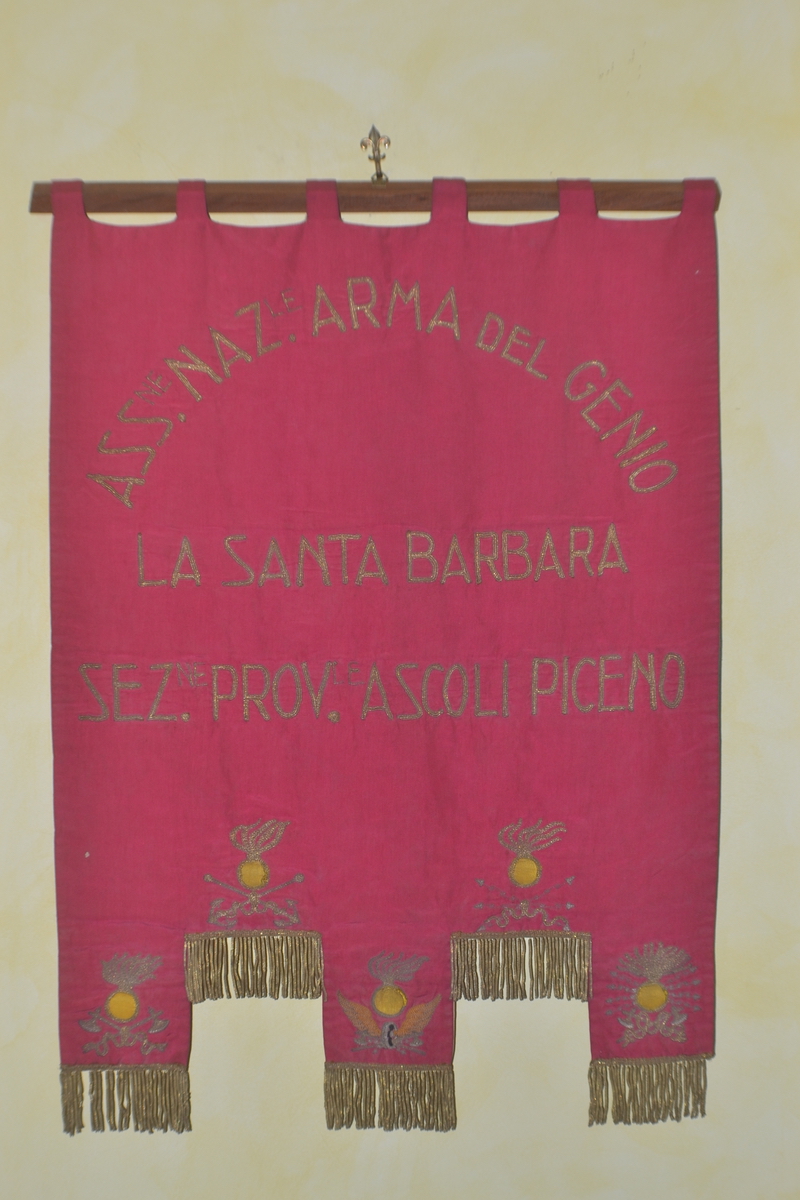 ASS.NE NAZ.LE ARMA DEL GENIO
LA SANTA BARBARA
SEZ.NE PROV.LE ASCOLI PICENO